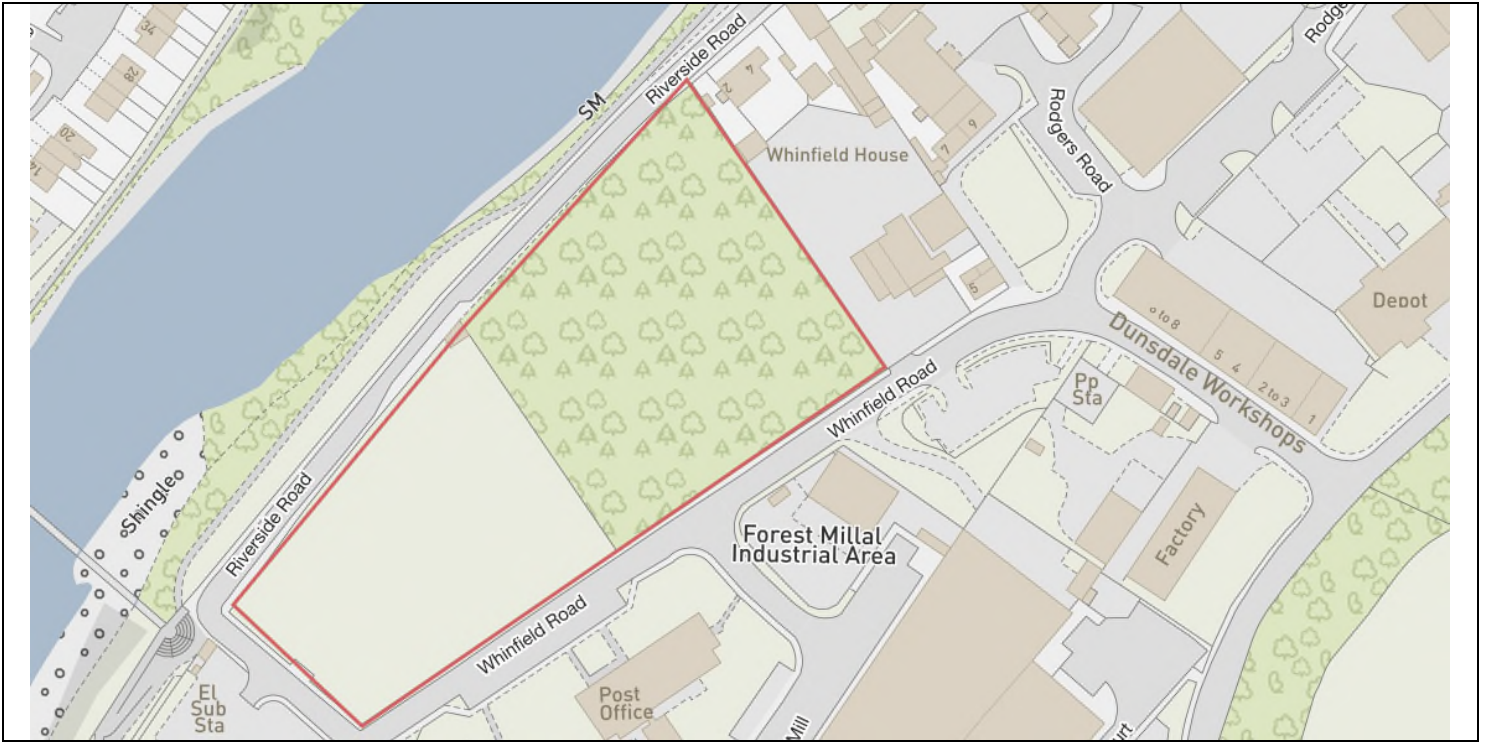 34
28
20
14
SM
Riverside Road
2
4
Whinfield House
9
7
Rodgers Road
5
Depot
6 to 8
5
4
2 to 3
1
Dunsdale Workshops
Pp
Sta
Whinfield Road
Shingle
Riverside Road
Forest Millal
Industrial Area
Factory
Whinfield Road
El
Sub
Sta
Post
Office
Mill